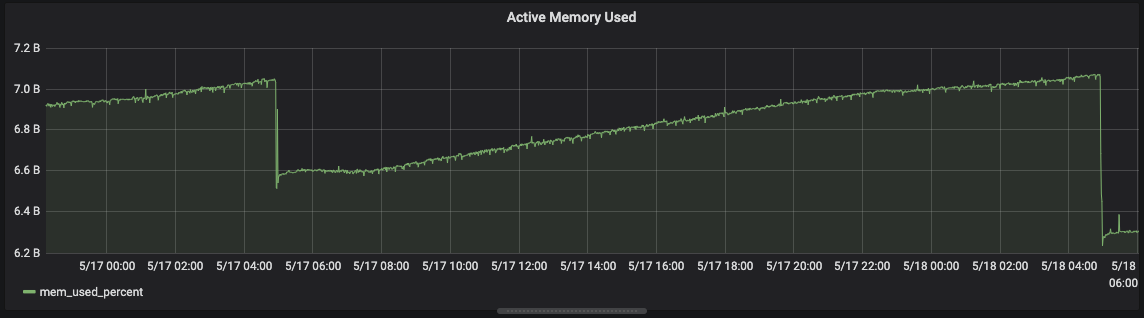 Active Memory Used
7.2 B
7.0 B
6.8 B
6.6 B
6.4 B
6.2 B
5/17 00:00 5/17 02:00 5/17 04:00 5/17 06:00 5/17 08:00 5/17 10:00 5/17 12:00 5/17 14:00 5/17 16:00 5/17 18:00 5/17 20:00 5/17 22:00 5/18 00:00 5/18 02:00 5/18 04:00 5/18
06:00
mem_used_percent